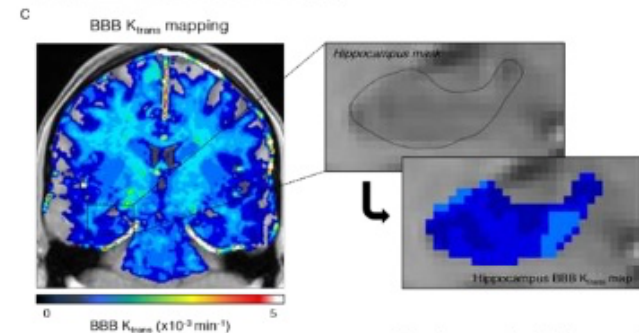 C
BBB Ktrans mapping
Hippocampus mask
Hippocampus BBB Ktrans map
0
5
BBB Ktrans (x10-3 min-1)